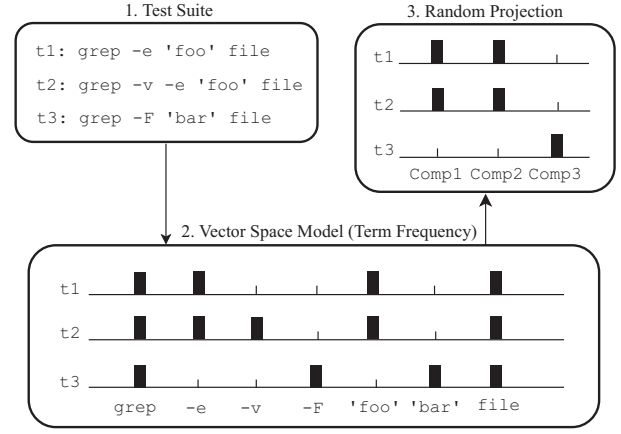 1. Test Suite
t1: grep -e 'foo' file
t2: grep -v -e 'foo' file
t3: grep -F 'bar' file
3. Random Projection
t1
t2
t3
Comp1 Comp2 Comp3
2. Vector Space Model (Term Frequency)
t1
t2
t3
grep -e -v -F 'foo' 'bar' file